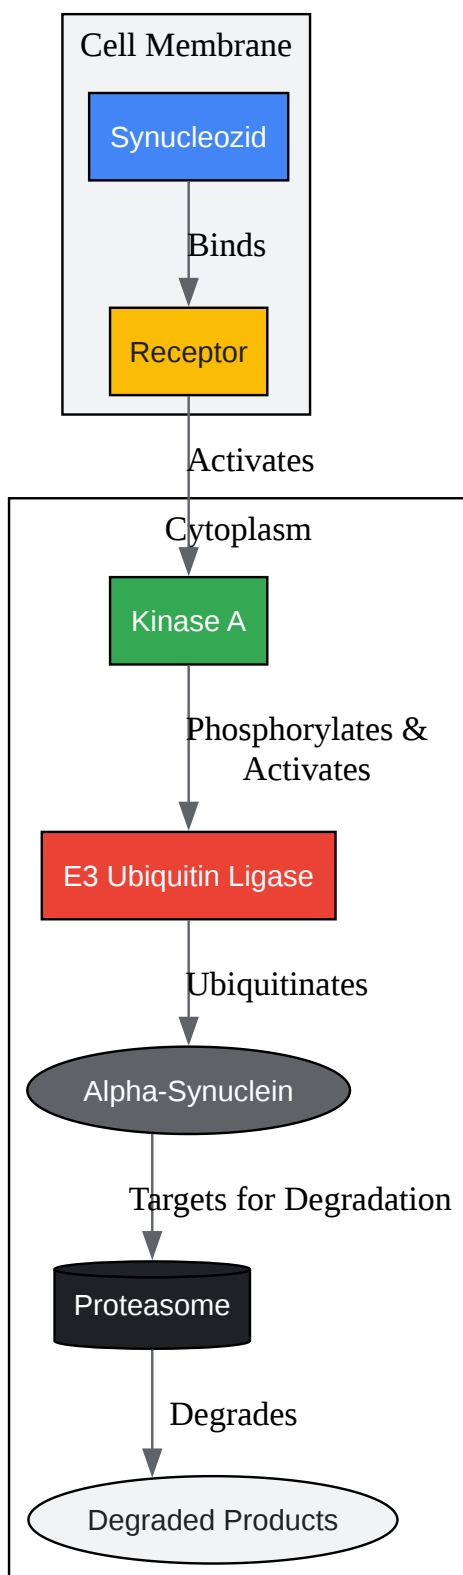 Cell Membrane
Synucleozid
Binds
Receptor
Activates
Cytoplasm
Kinase A
Phosphorylates &
Activates
E3 Ubiquitin Ligase
Ubiquitinates
Alpha-Synuclein
Targets for Degradation
Proteasome
Degrades
Degraded Products